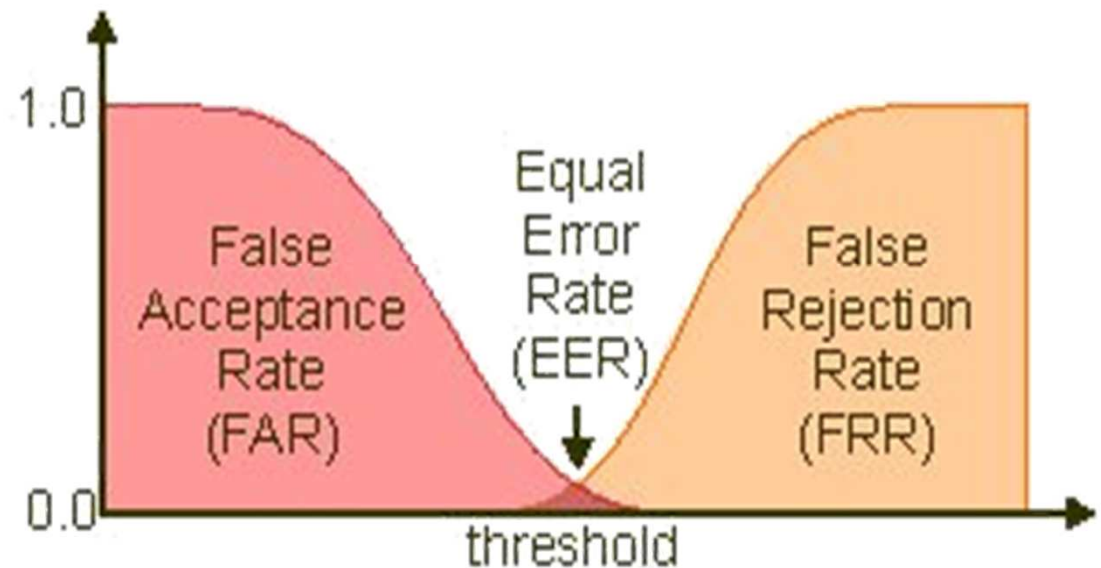 1.0
False
Acceptance
Rate
(FAR)
Equal
Error
Rate
(EER)
False
Rejection
Rate
(FRR)
0.0
threshold